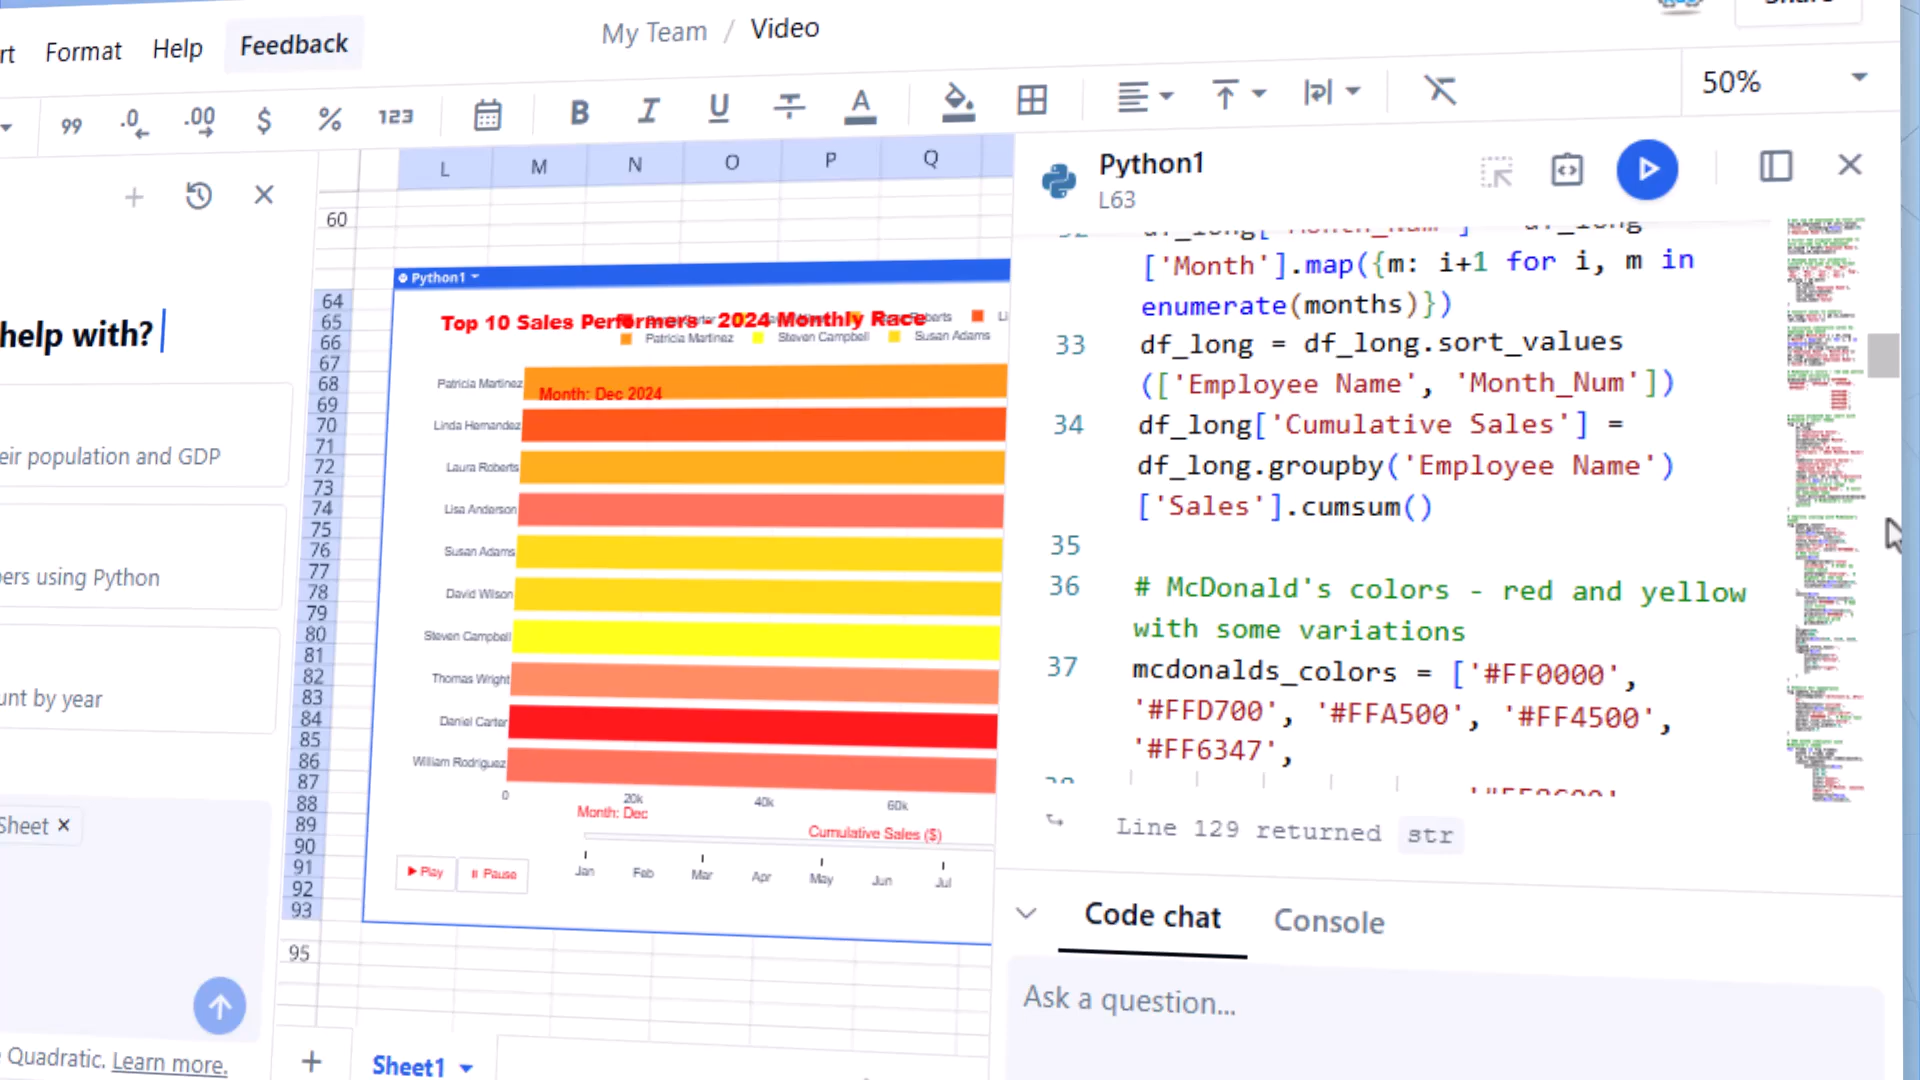 My Team / Video
Format Help Feedback
99 .0 .00 $ % 123 B I U A 50%
help with?
eir population and GDP
ers using Python
unt by year
Sheet ×
Quadratic. Learn more.
L M N O P Q
60
64
65
66
67
68
69
70
71
72
73
74
75
76
77
78
79
80
81
82
83
84
85
86
87
88
89
90
91
92
93
95
Python1
Top 10 Sales Performers - 2024 Monthly Race
Patricia Martinez Steven Campbell Susan Adams
Patricia Martinez
Month: Dec 2024
Linda Hernandez
Laura Roberts
Lisa Anderson
Susan Adams
David Wilson
Steven Campbell
Thomas Wright
Daniel Carter
William Rodriguez
0 20k 40k 60k
Month: Dec
Cumulative Sales ($)
Play Pause
Jan Feb Mar Apr May Jun Jul
+ Sheet1
Python1
L63
['Month'].map({m: i+1 for i, m in
enumerate(months)})
33 df_long = df_long.sort_values
(['Employee Name', 'Month_Num'])
34 df_long['Cumulative Sales'] =
df_long.groupby('Employee Name')
['Sales'].cumsum()
35
36 # McDonald's colors - red and yellow
with some variations
37 mcdonalds_colors = ['#FF0000',
'#FFD700', '#FFA500', '#FF4500',
'#FF6347',
Line 129 returned str
Code chat Console
Ask a question...